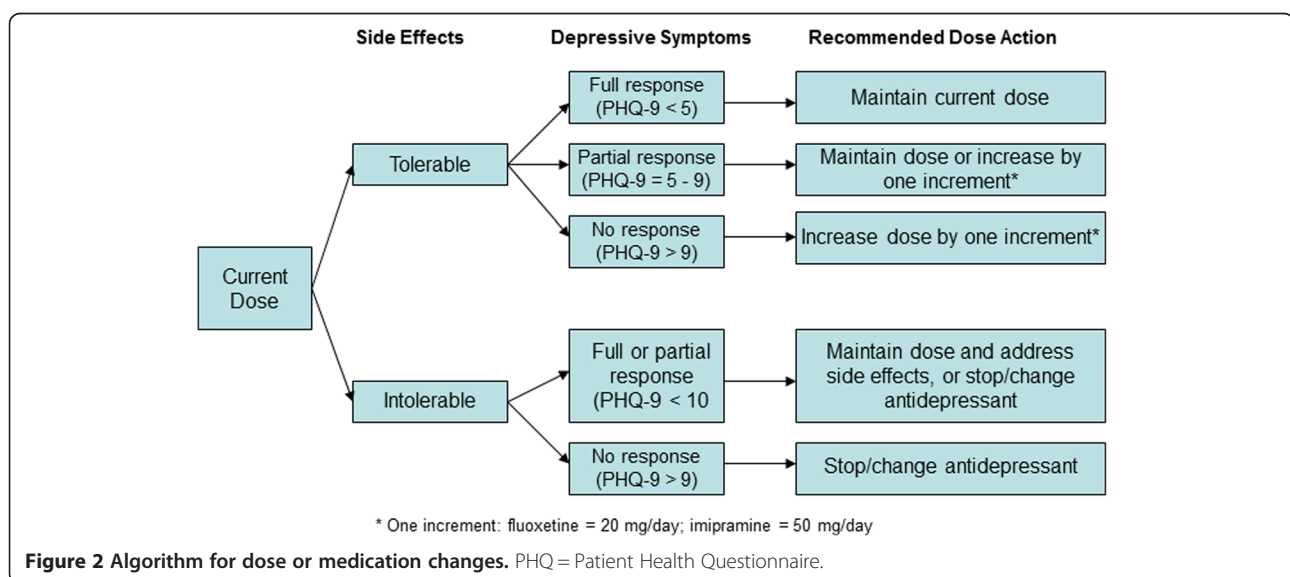 Side Effects
Depressive Symptoms
Recommended Dose Action
Current
Dose
Tolerable
Full response
(PHQ-9 < 5)
Maintain current dose
Partial response
(PHQ-9 = 5 - 9)
Maintain dose or increase by
one increment*
No response
(PHQ-9 > 9)
Increase dose by one increment*
Intolerable
Full or partial
response
(PHQ-9 < 10
Maintain dose and address
side effects, or stop/change
antidepressant
No response
(PHQ-9 > 9)
Stop/change antidepressant
* One increment: fluoxetine = 20 mg/day; imipramine = 50 mg/day
Figure 2 Algorithm for dose or medication changes. PHQ = Patient Health Questionnaire.